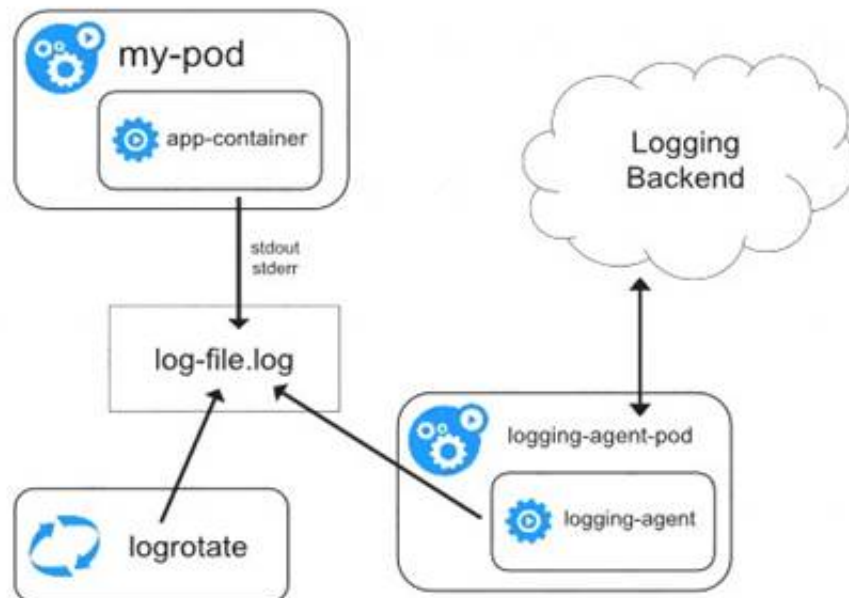 my-pod
app-container
Logging
Backend
stdout
stderr
log-file.log
logging-agent-pod
logging-agent
logrotate